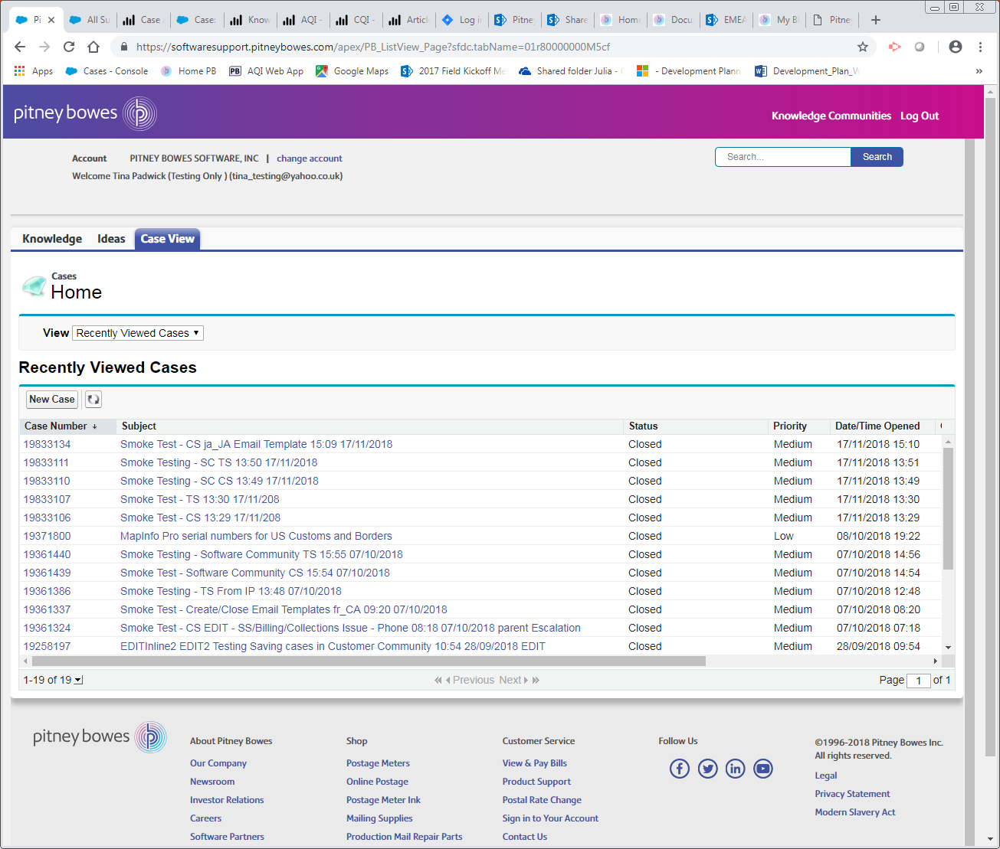 Pi
All Su
Case
Case:
Know
AQI -
CQI -
Article
Log in
Pitney
Share
Home
Docu
EMEA
My B
Pitney
https://softwaresupport.pitneybowes.com/apex/PB_ListView_Page?sfdc.tabName=01r80000000M5cf
Apps
Cases - Console
Home PB
PB AQI Web App
Google Maps
2017 Field Kickoff Me
Shared folder Julia -
- Development Plann
Development_Plan_W
»
pitney bowes
Knowledge Communities Log Out
Account PITNEY BOWES SOFTWARE, INC | change account
Search...
Search
Welcome Tina Padwick (Testing Only ) (tina_testing@yahoo.co.uk)
Knowledge Ideas Case View
Cases
Home
View Recently Viewed Cases
Recently Viewed Cases
New Case
Case Number Subject Status Priority Date/Time Opened
19833134 Smoke Test - CS ja_JA Email Template 15:09 17/11/2018 Closed Medium 17/11/2018 15:10
19833111 Smoke Testing - SC TS 13:50 17/11/2018 Closed Medium 17/11/2018 13:51
19833110 Smoke Testing - SC CS 13:49 17/11/2018 Closed Medium 17/11/2018 13:49
19833107 Smoke Test - TS 13:30 17/11/208 Closed Medium 17/11/2018 13:30
19833106 Smoke Test - CS 13:29 17/11/208 Closed Medium 17/11/2018 13:29
19371800 MapInfo Pro serial numbers for US Customs and Borders Closed Low 08/10/2018 19:22
19361440 Smoke Testing - Software Community TS 15:55 07/10/2018 Closed Medium 07/10/2018 14:56
19361439 Smoke Test - Software Community CS 15:54 07/10/2018 Closed Medium 07/10/2018 14:54
19361386 Smoke Testing - TS From IP 13:48 07/10/2018 Closed Medium 07/10/2018 12:48
19361337 Smoke Test - Create/Close Email Templates fr_CA 09:20 07/10/2018 Closed Medium 07/10/2018 08:20
19361324 Smoke Test - CS EDIT - SS/Billing/Collections Issue - Phone 08:18 07/10/2018 parent Escalation Closed Medium 07/10/2018 07:18
19258197 EDITInline2 EDIT2 Testing Saving cases in Customer Community 10:54 28/09/2018 EDIT Closed Medium 28/09/2018 09:54
1-19 of 19 Previous Next Page 1 of 1
pitney bowes
About Pitney Bowes
Our Company
Newsroom
Investor Relations
Careers
Software Partners
Shop
Postage Meters
Online Postage
Postage Meter Ink
Mailing Supplies
Production Mail Repair Parts
Customer Service
View & Pay Bills
Product Support
Postal Rate Change
Sign in to Your Account
Contact Us
Follow Us
©1996-2018 Pitney Bowes Inc.
All rights reserved.
Legal
Privacy Statement
Modern Slavery Act